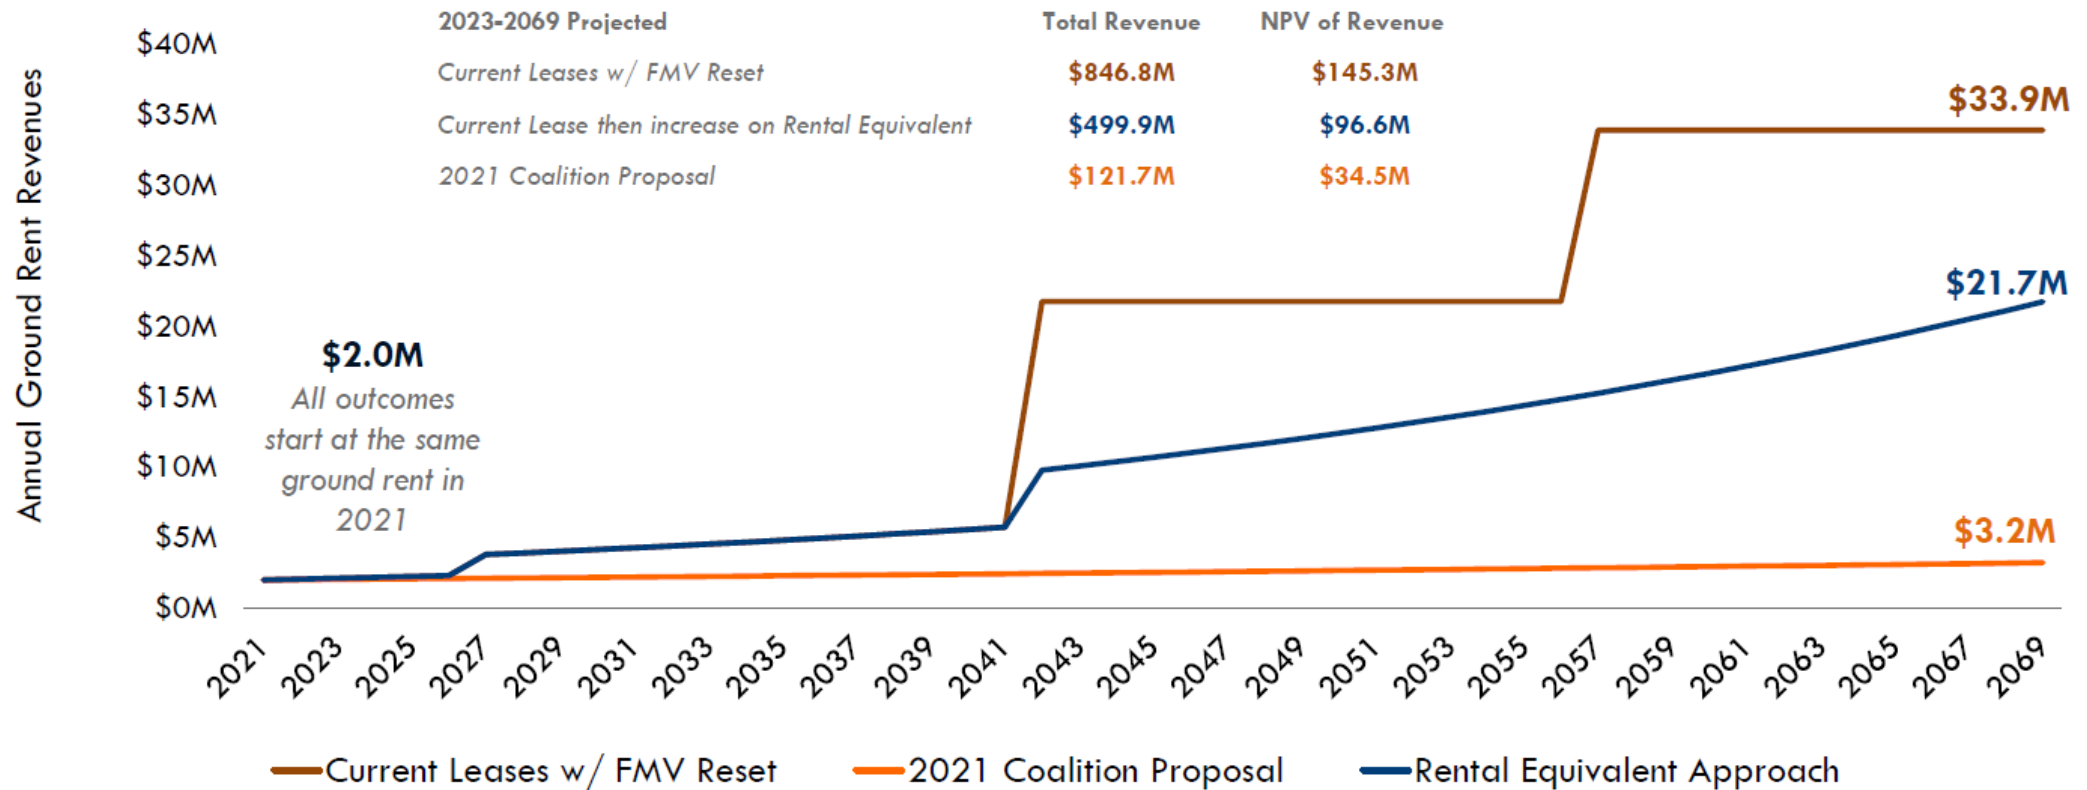 2023-2069 Projected Total Revenue NPV of Revenue
Current Leases w/ FMV Reset $846.8M $145.3M
Current Lease then increase on Rental Equivalent $499.9M $96.6M
2021 Coalition Proposal $121.7M $34.5M
Annual Ground Rent Revenues
$40M
$35M
$30M
$25M
$20M
$15M
$10M
$5M
$0M
$2.0M
All outcomes
start at the same
ground rent in
2021
$33.9M
$21.7M
$3.2M
2021 2023 2025 2027 2029 2031 2033 2035 2037 2039 2041 2043 2045 2047 2049 2051 2053 2055 2057 2059 2061 2063 2065 2067 2069
Current Leases w/ FMV Reset 2021 Coalition Proposal Rental Equivalent Approach